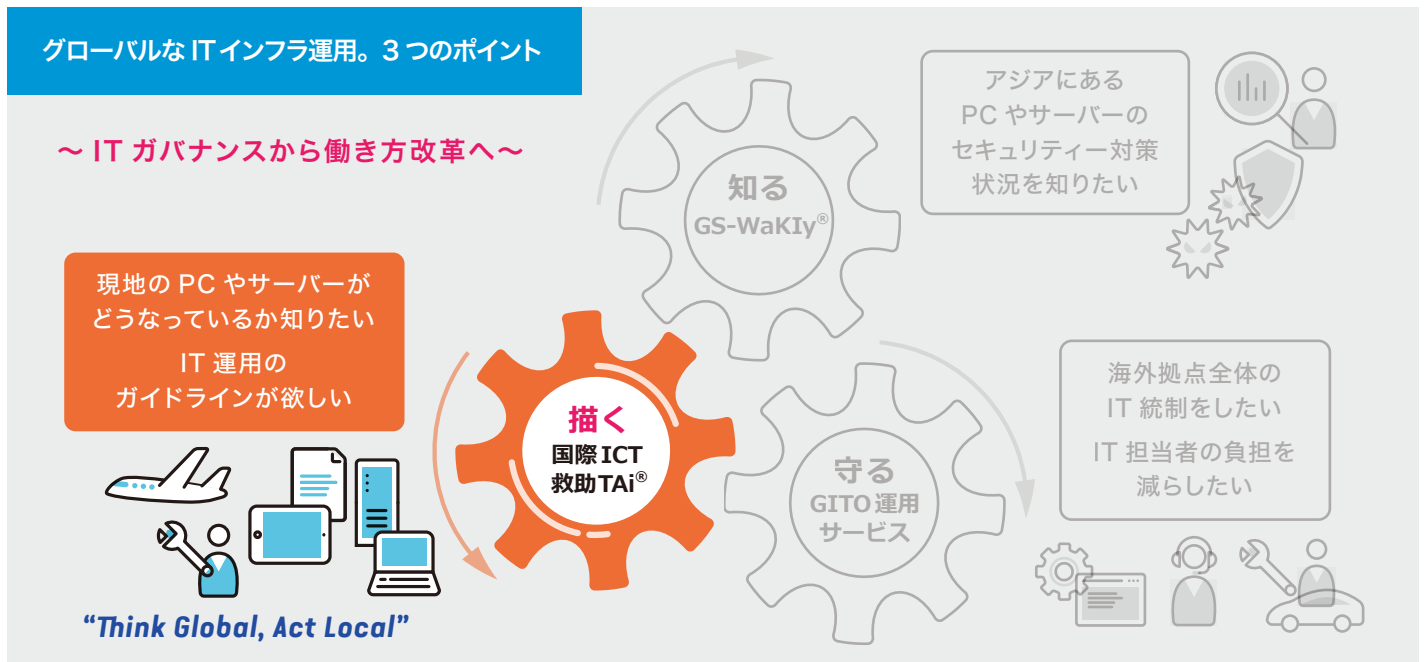 グローバルな ITインフラ運用。3つのポイント
〜 IT ガバナンスから働き方改革へ〜
知る
GS-WaKIy®
アジアにある
PC やサーバーの
セキュリティー対策
状況を知りたい
現地の PC やサーバーが
どうなっているか知りたい
IT 運用の
ガイドラインが欲しい
描く
国際 ICT
救助TAi®
守る
GITO 運用
サービス
海外拠点全体の
IT 統制をしたい
IT 担当者の負担を
減らしたい
“Think Global, Act Local”